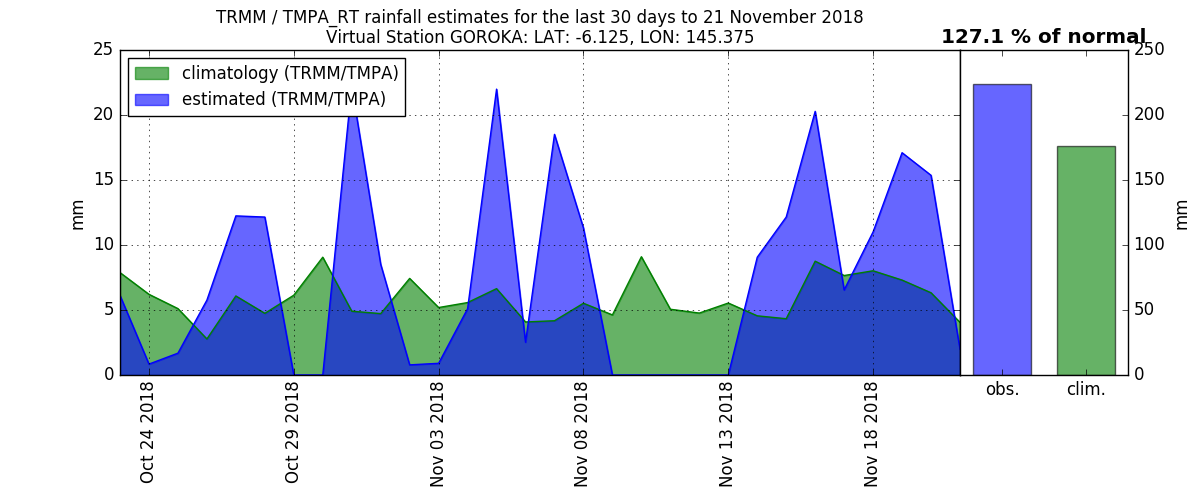 TRMM / TMPA_RT rainfall estimates for the last 30 days to 21 November 2018
Virtual Station GOROKA: LAT: -6.125, LON: 145.375
127.1 % of normal
climatology (TRMM/TMPA)
estimated (TRMM/TMPA)
25
20
15
10
5
0
mm
Oct 24 2018
Oct 29 2018
Nov 03 2018
Nov 08 2018
Nov 13 2018
Nov 18 2018
obs.
clim.
250
200
150
100
50
0
mm